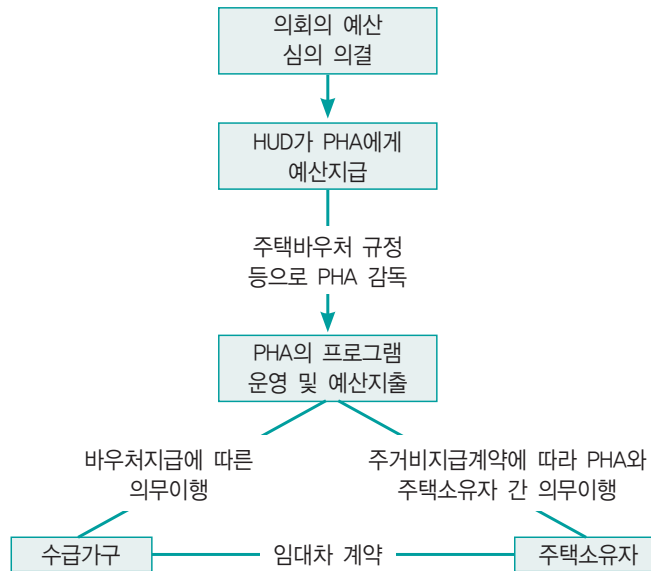 의회의 예산
심의 의결
HUD가 PHA에게
예산지급
주택바우처 규정
등으로 PHA 감독
PHA의 프로그램
운영 및 예산지출
바우처지급에 따른
의무이행
주거비지급계약에 따라 PHA와
주택소유자 간 의무이행
수급가구
임대차 계약
주택소유자